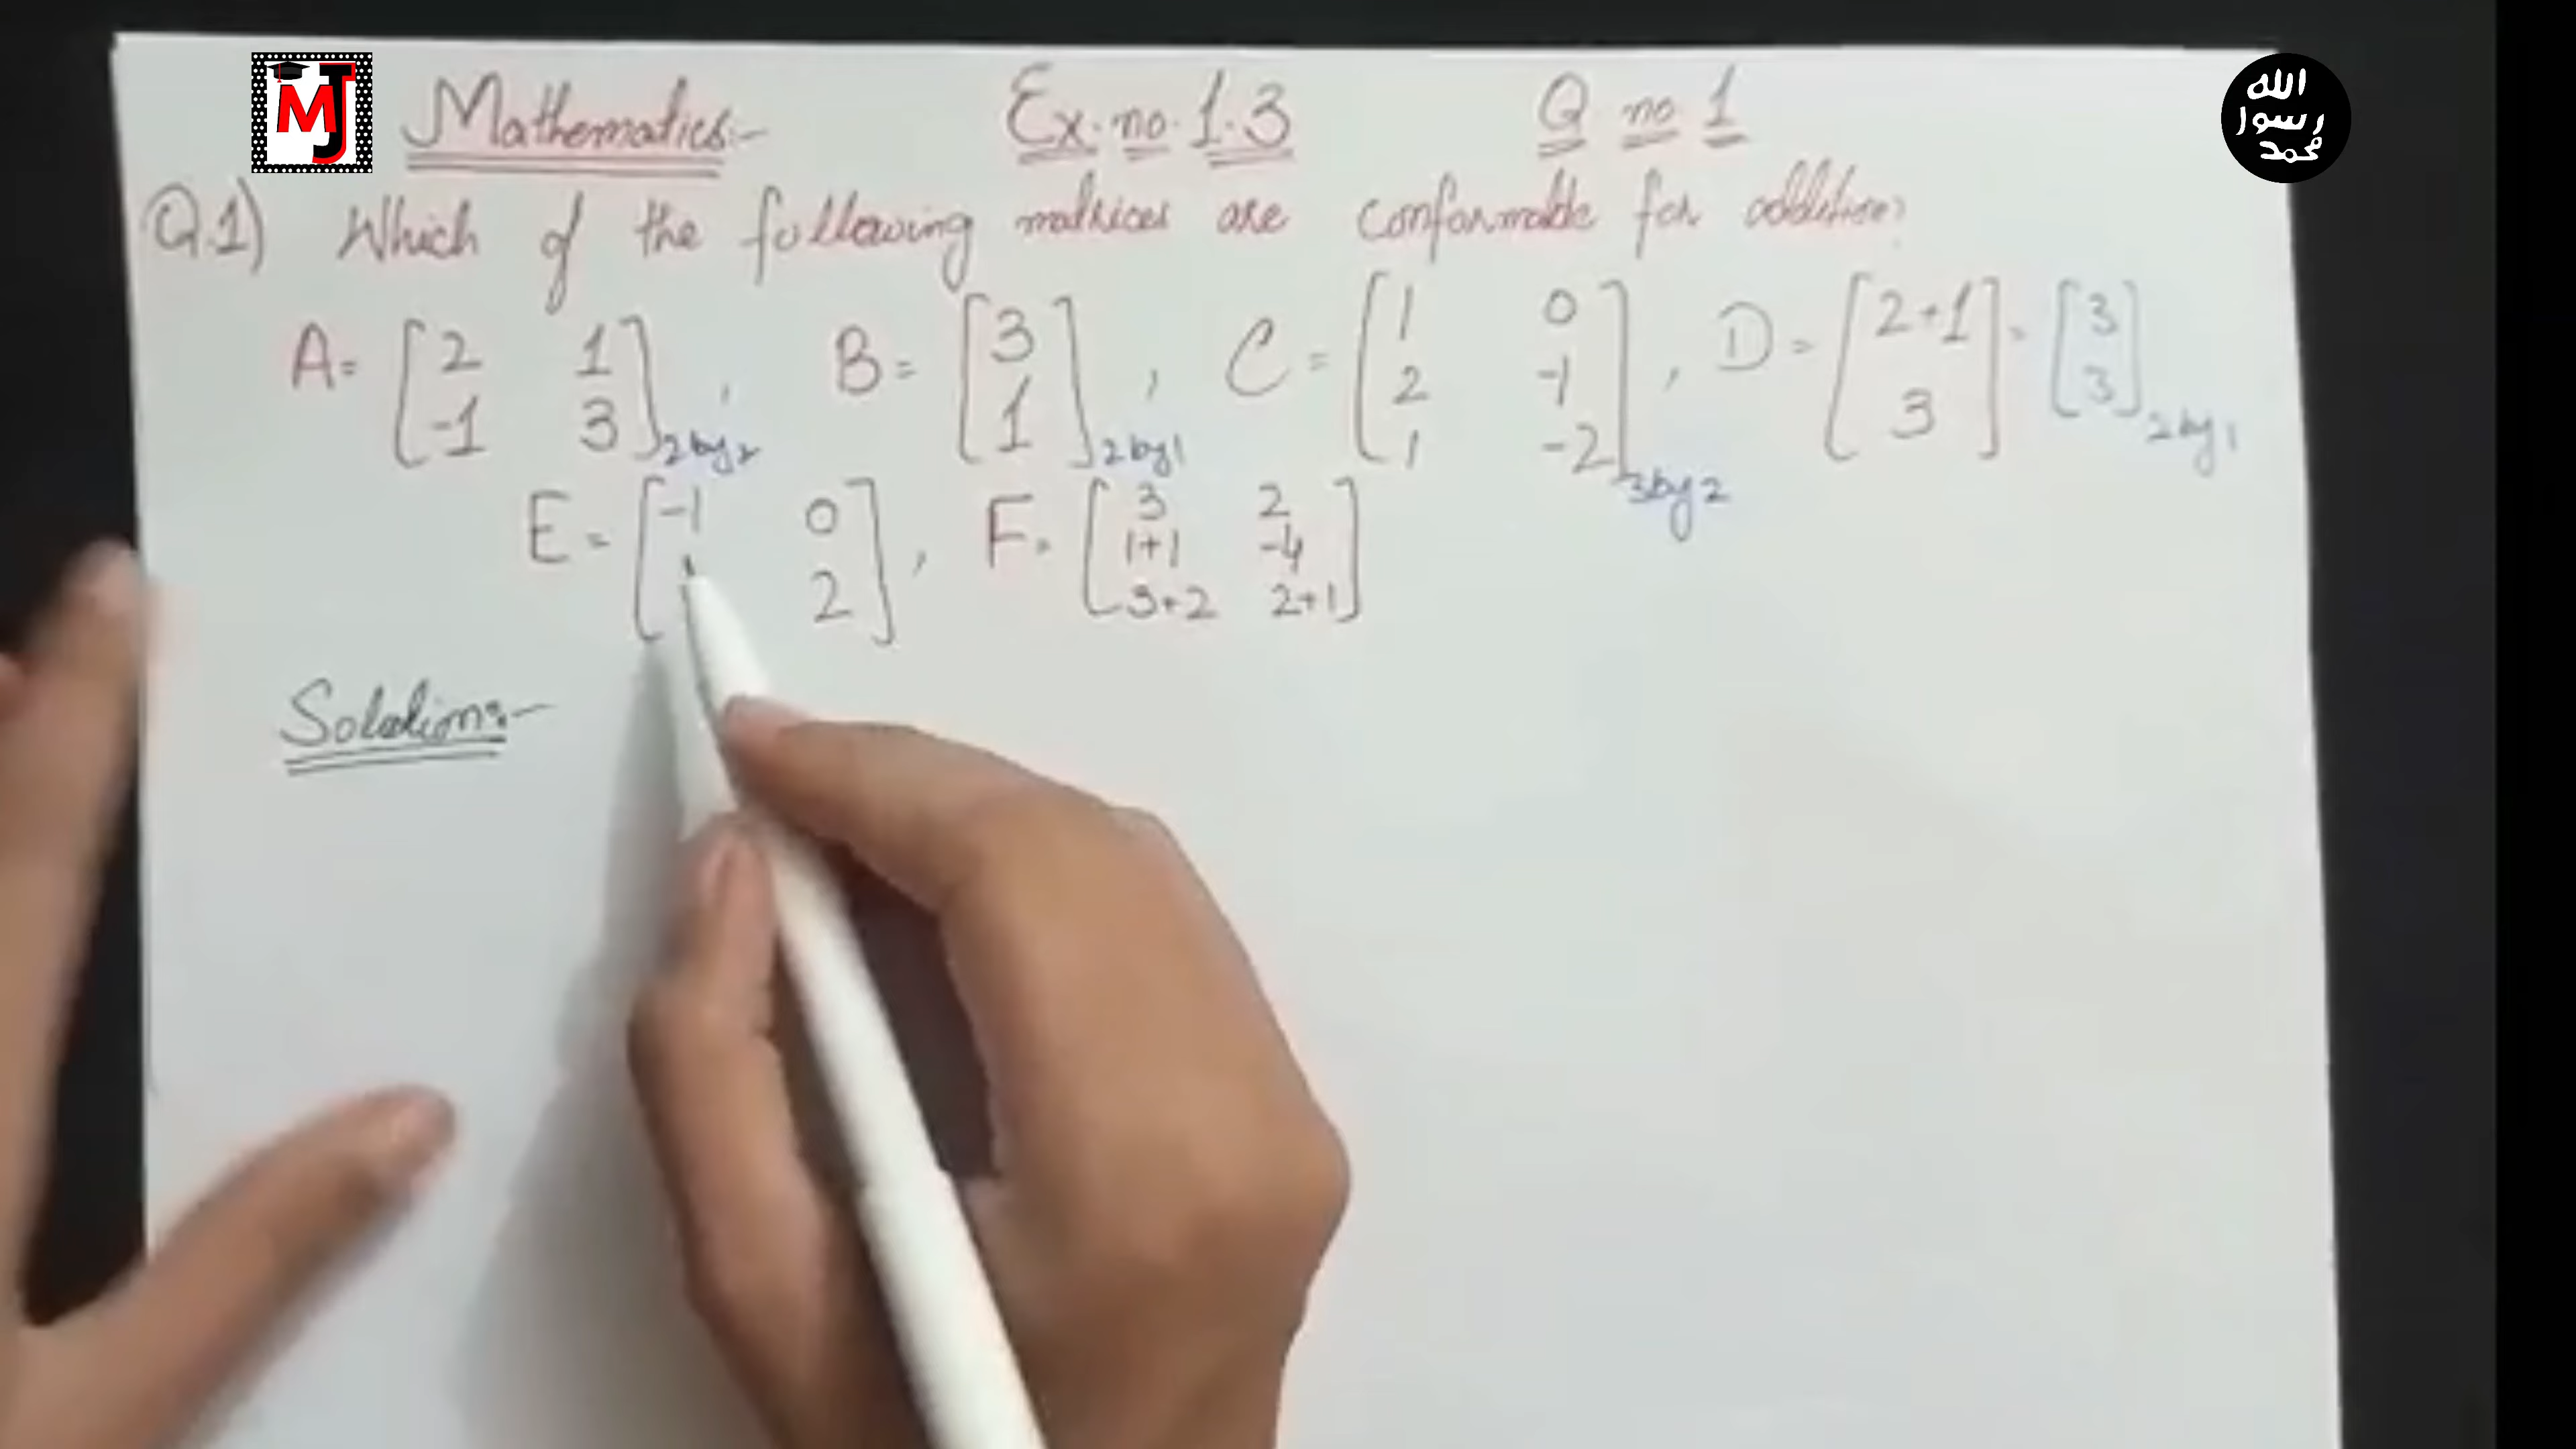 MJ
Mathematics:- Ex. no. 1.3 Q. no. 1
الله
رسول
محمد
Q.1) Which of the following matrices are conformable for addition?
A = [2 1
-1 3] 2 by 2 , B = [3
1] 2 by 1 , C = [1 0
2 -1
1 -2] 3 by 2 , D = [2+1
3] = [3
3] 2 by 1
E = [-1 0
2] , F = [3 2
1+1 -4
3+2 2+1]
Solution:-